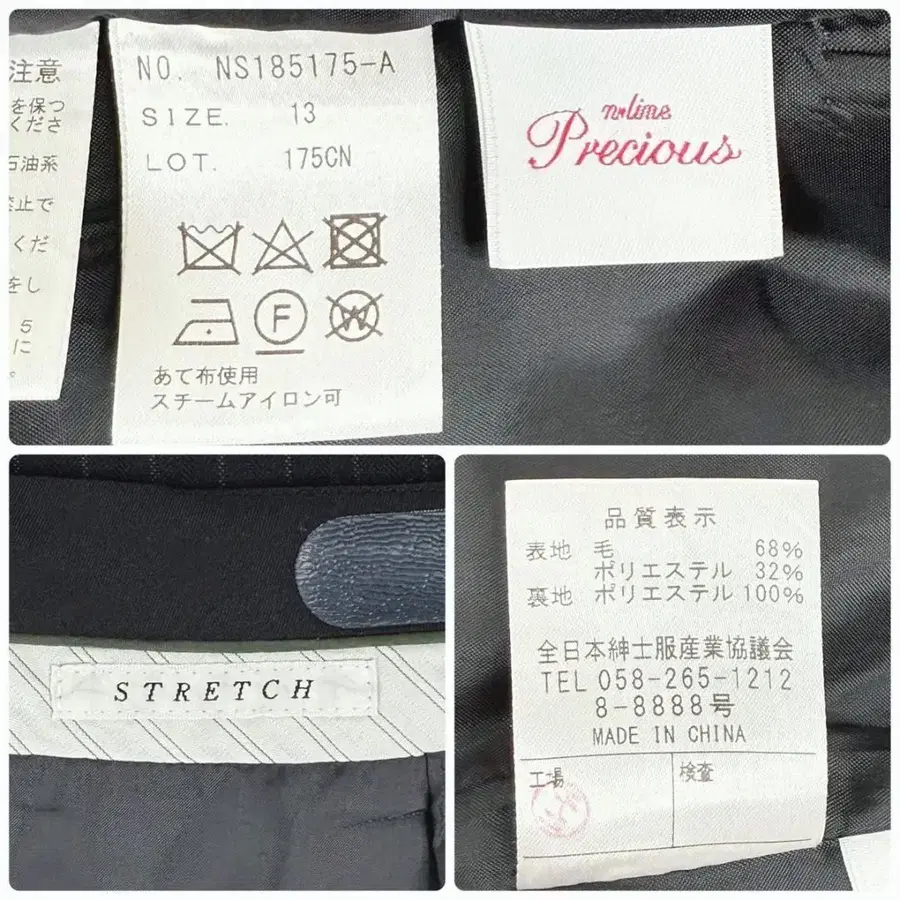 注意
を保つ
くださ
石油系
禁止で
くだ
をし
5
に
。
NO. NS185175-A
SIZE. 13
LOT. 175CN
F
W
あて布使用
スチームアイロン可
n・line
Precious
STRETCH
品質表示
表地 毛 68%
ポリエステル 32%
裏地 ポリエステル 100%
全日本紳士服産業協議会
TEL 058-265-1212
8-8888号
MADE IN CHINA
工場 検査